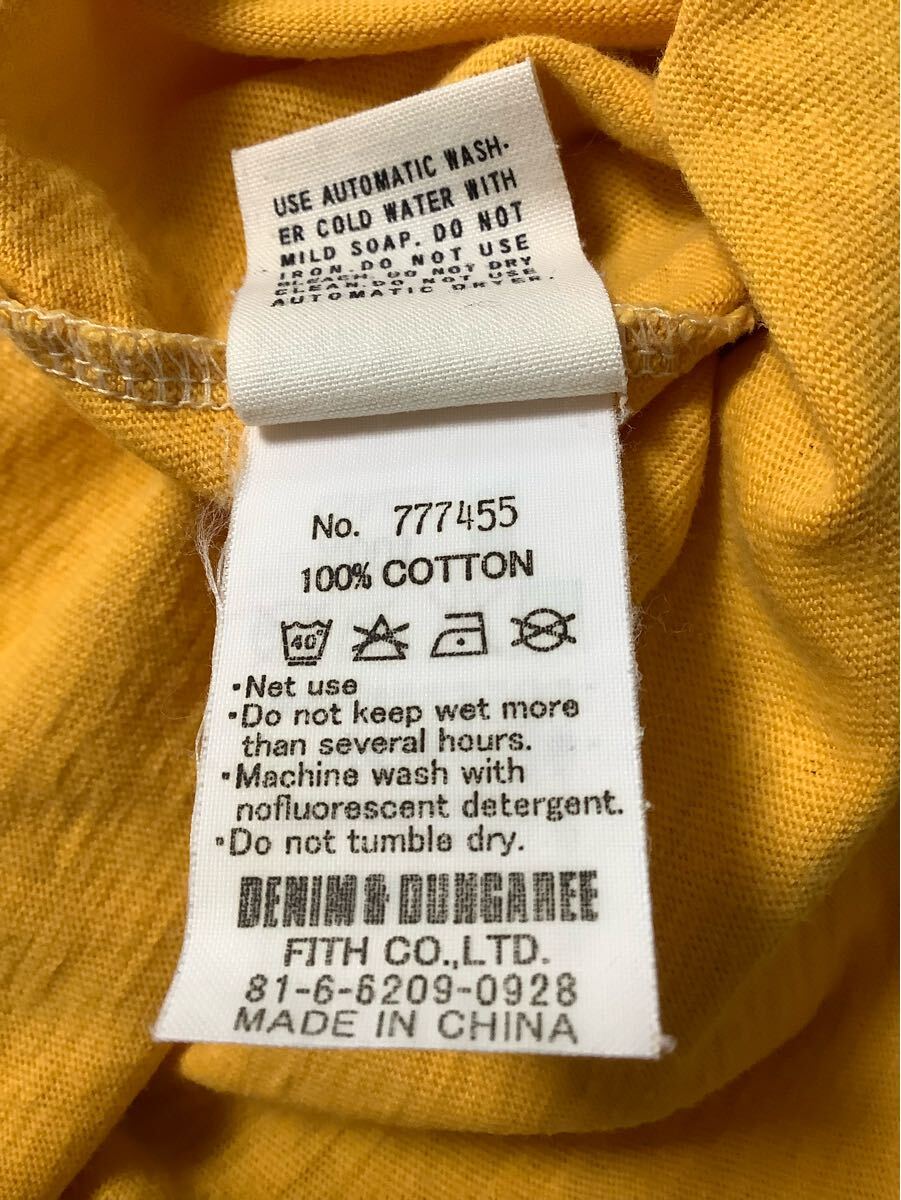 USE AUTOMATIC WASH-
ER COLD WATER WITH
MILD SOAP. DO NOT
IRON. DO NOT USE
BLEACH. DO NOT DRY
CLEAN. DO NOT USE
AUTOMATIC DRYER.
No. 777455
100% COTTON
40°
•Net use
•Do not keep wet more
than several hours.
•Machine wash with
nofluorescent detergent.
•Do not tumble dry.
DENIM & DUNGAREE
FITH CO.,LTD.
81-6-6209-0928
MADE IN CHINA